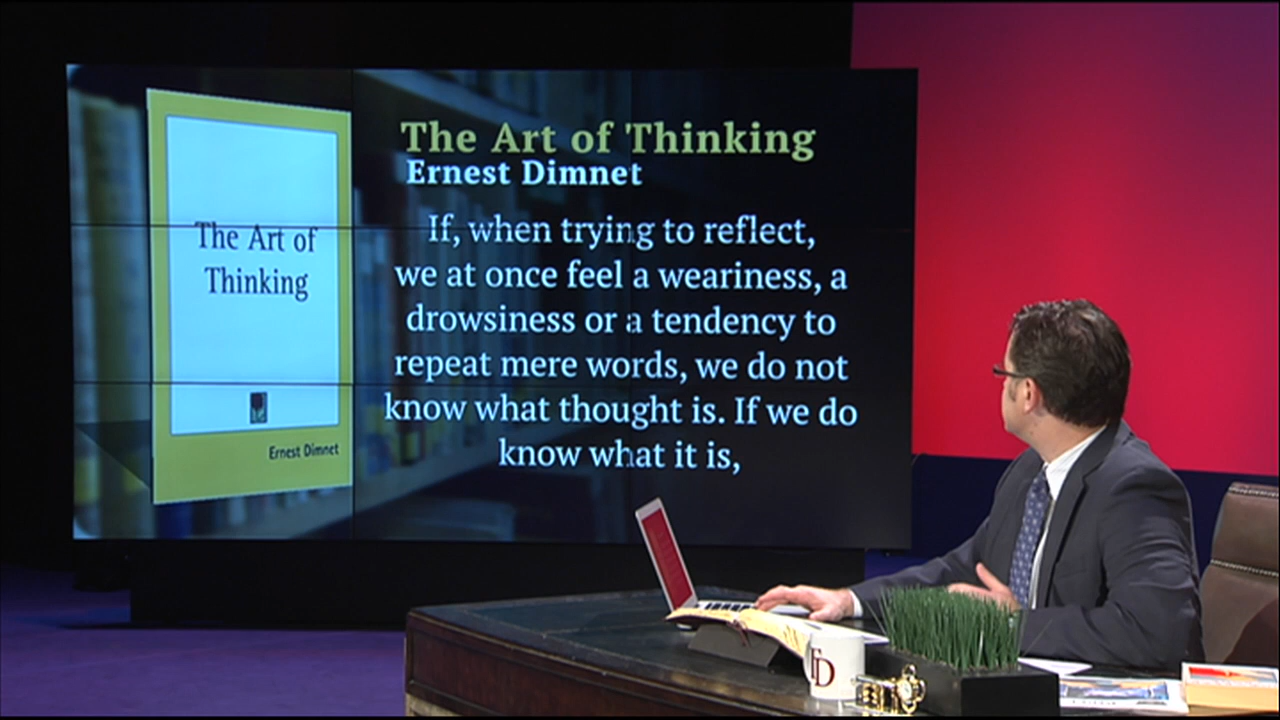 The Art of
Thinking
Ernest Dimnet
The Art of Thinking
Ernest Dimnet
If, when trying to reflect,
we at once feel a weariness, a
drowsiness or a tendency to
repeat mere words, we do not
know what thought is. If we do
know what it is,
FD